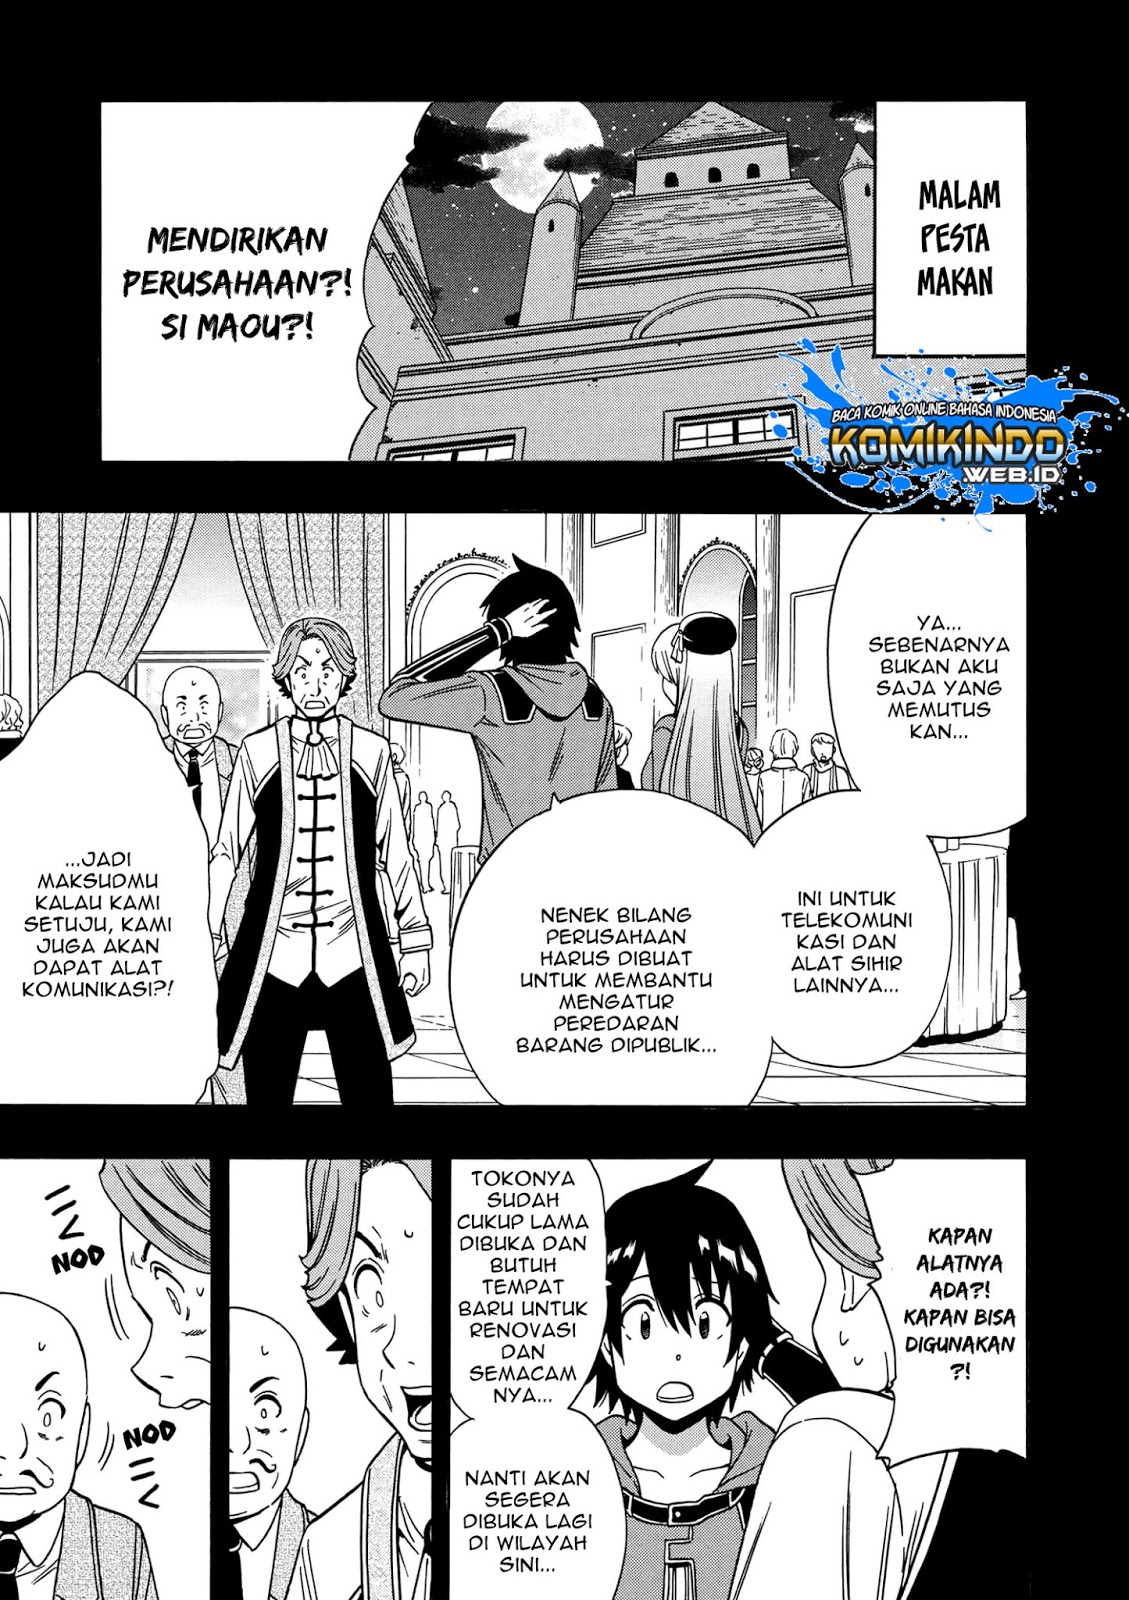 MALAM
PESTA
MAKAN
MENDIRIKAN
PERUSAHAAN?!
SI MAOU?!
BACA KOMIK ONLINE BAHASA INDONESIA
KOMIKINDO
WEB.ID
YA...
SEBENARNYA
BUKAN AKU
SAJA YANG
MEMUTUS
KAN...
INI UNTUK
TELEKOMUNI
KASI DAN
ALAT SIHIR
LAINNYA...
NENEK BILANG
PERUSAHAAN
HARUS DIBUAT
UNTUK MEMBANTU
MENGATUR
PEREDARAN
BARANG DIPUBLIK...
...JADI
MAKSUDMU
KALAU KAMI
SETUJU, KAMI
JUGA AKAN
DAPAT ALAT
KOMUNIKASI?!
KAPAN
ALATNYA
ADA?!
KAPAN BISA
DIGUNAKAN
?!
TOKONYA
SUDAH
CUKUP LAMA
DIBUKA DAN
BUTUH
TEMPAT
BARU UNTUK
RENOVASI
DAN
SEMACAM
NYA...
NANTI AKAN
SEGERA
DIBUKA LAGI
DI WILAYAH
SINI...
NOD
NOD